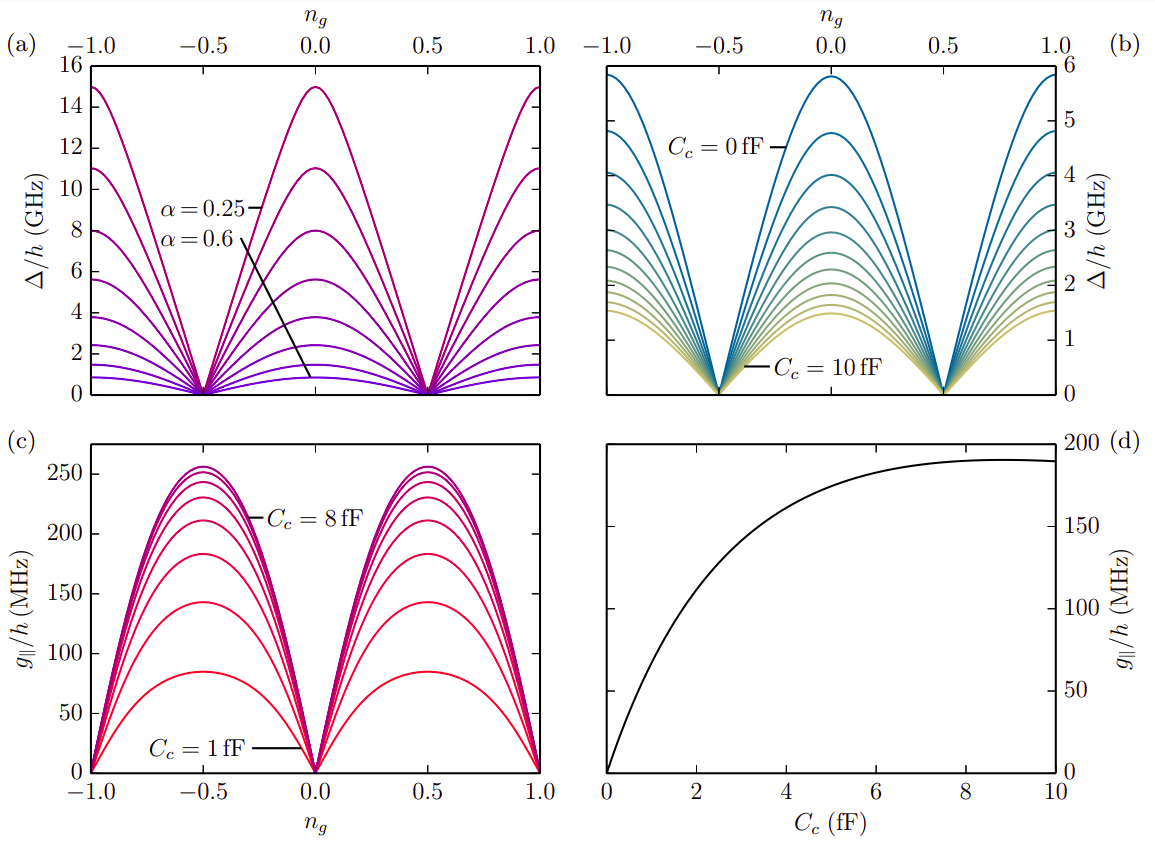 n_g n_g
(a) −1.0 −0.5 0.0 0.5 1.0 −1.0 −0.5 0.0 0.5 1.0 (b)
16 6
14
5
12
C_c = 0 fF
10 4
Δ/h (GHz) Δ/h (GHz)
α = 0.25
8 3
α = 0.6
6
2
4
C_c = 10 fF
2 1
0 0
(c) 200 (d)
250
C_c = 8 fF
200 150
g_∥/h (MHz) g_∥/h (MHz)
150
100
100
50
50
C_c = 1 fF
0 0
−1.0 −0.5 0.0 0.5 1.0 0 2 4 6 8 10
n_g C_c (fF)